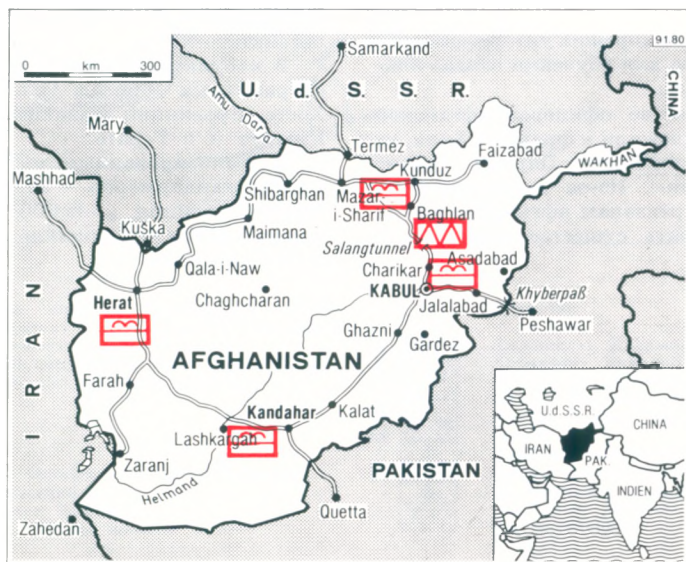 0 km 300
91.80
U. d. S. S. R.
Samarkand
CHINA
Amu Darja
Mary
Termez
Kunduz
Faizabad
WAKHAN
Mashhad
Shibarghan
Mazar-
i-Sharif
Baghlan
Kuška
Maimana
Salangtunnel
Qala-i-Naw
Charikar
Asadabad
Herat
Chaghcharan
KABUL
Jalalabad
Khyberpaß
Peshawar
IRAN
Ghazni
Gardez
AFGHANISTAN
Farah
Kandahar
Kalat
Lashkargah
Zaranj
Helmand
PAKISTAN
Quetta
Zahedan
U.d.S.S.R.
CHINA
IRAN
PAK.
INDIEN